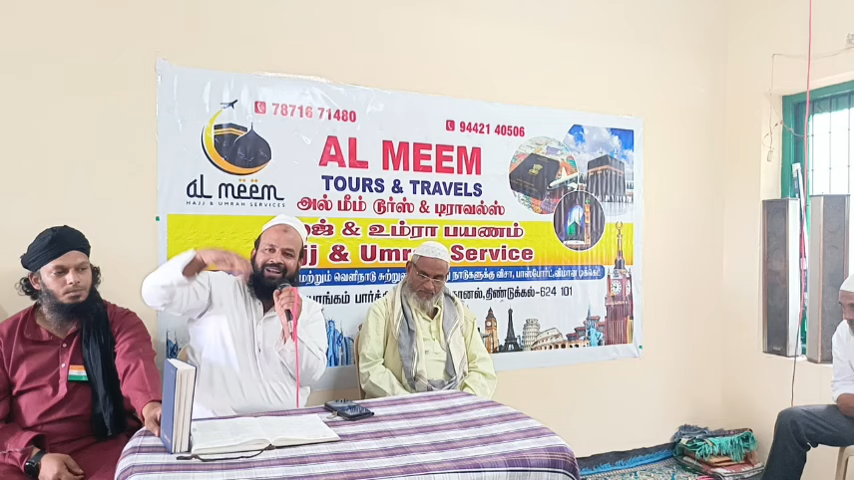 78716 71480
94421 40506
AL MEEM
TOURS & TRAVELS
அல் மீம் டூர்ஸ் & டிராவல்ஸ்
al meem
HAJJ & UMRAH SERVICES
& உம்ரா பயணம்
& Service
மற்றும் வெளிநாடு நாடுகளுக்கு விசா, பாஸ்போர்ட், விமான டிக்கெட்
திண்டுக்கல்-624 101